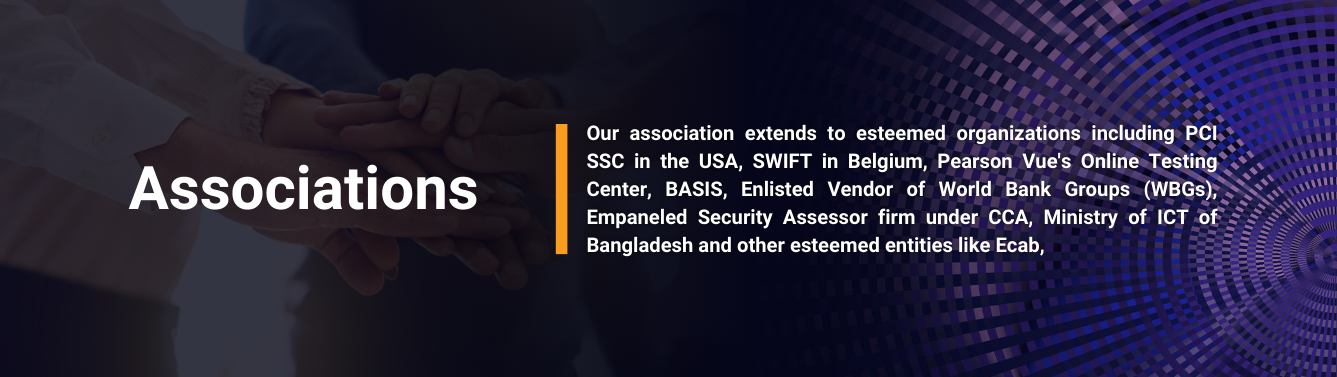 Associations
Our association extends to esteemed organizations including PCI
SSC in the USA, SWIFT in Belgium, Pearson Vue's Online Testing
Center, BASIS, Enlisted Vendor of World Bank Groups (WBGs),
Empaneled Security Assessor firm under CCA, Ministry of ICT of
Bangladesh and other esteemed entities like Ecab,